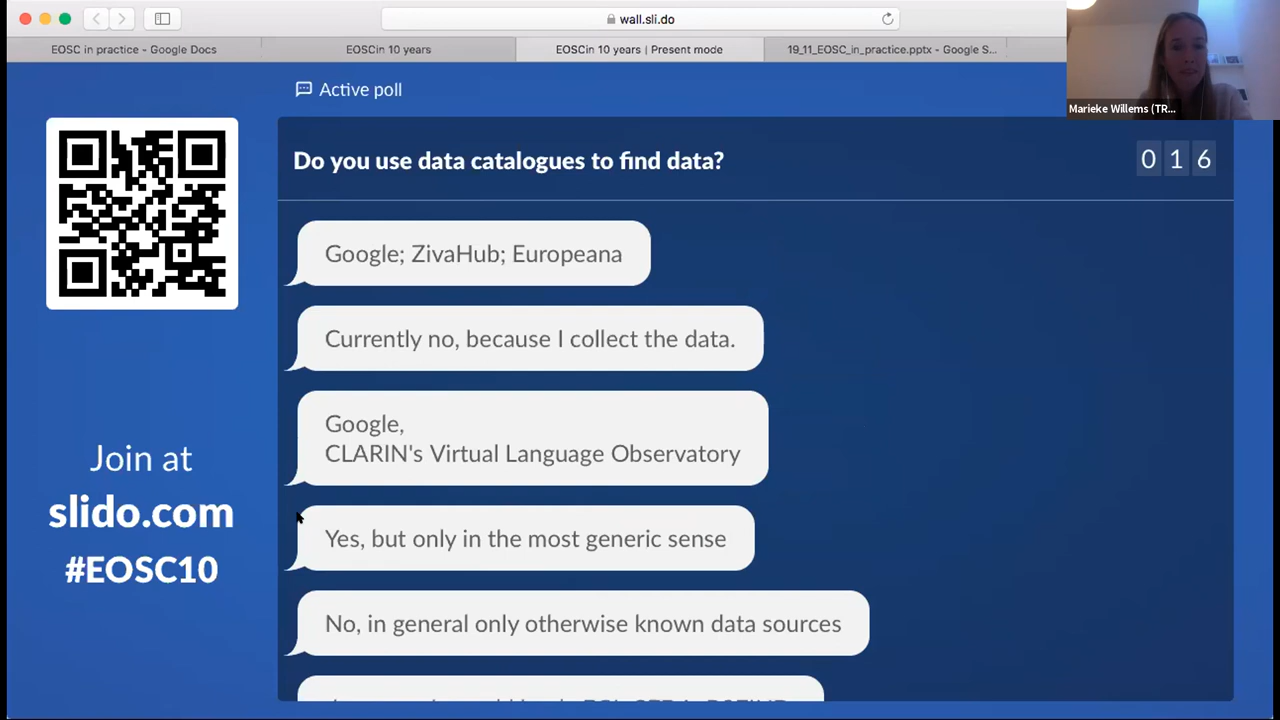 wall.sli.do
EOSC in practice - Google Docs
EOSCin 10 years
EOSCin 10 years | Present mode
19_11_EOSC_in_practice.pptx - Google S...
Marieke Willems (TR...
Active poll
Do you use data catalogues to find data?
016
Google; ZivaHub; Europeana
Currently no, because I collect the data.
Google,
CLARIN's Virtual Language Observatory
Yes, but only in the most generic sense
No, in general only otherwise known data sources
Join at
slido.com
#EOSC10